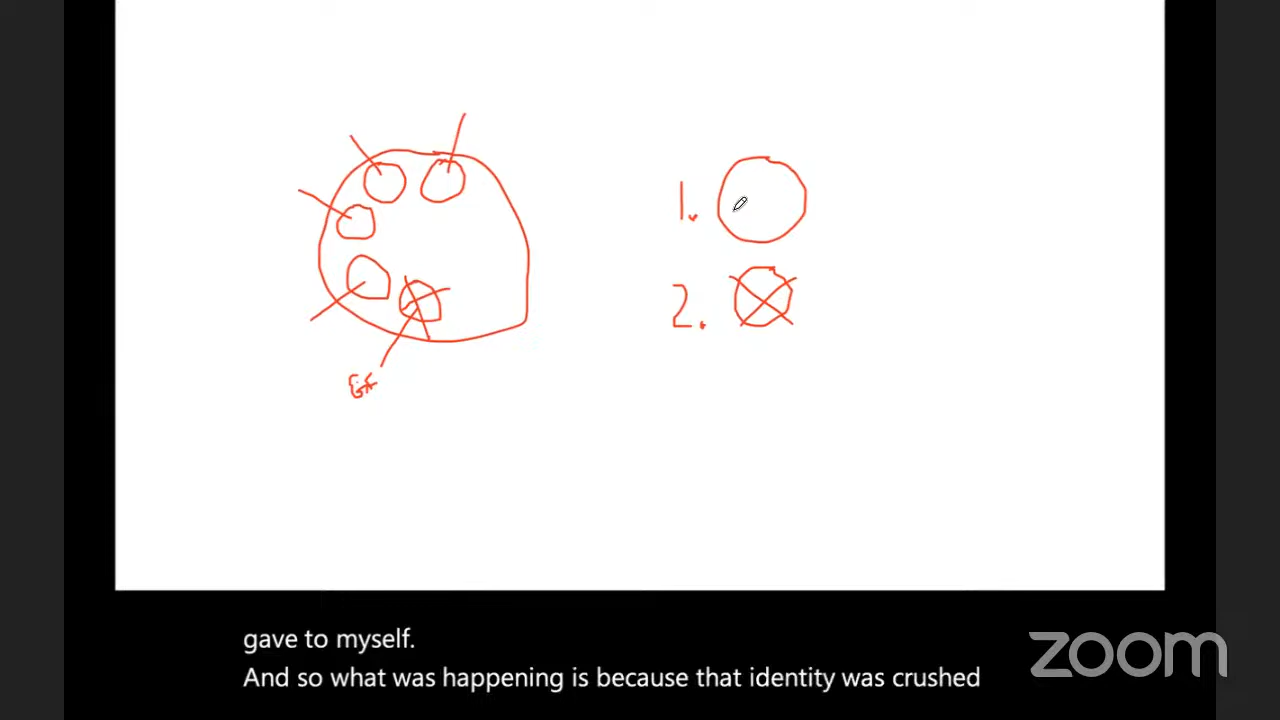 1.
2.
gave to myself.
And so what was happening is because that identity was crushed
zoom